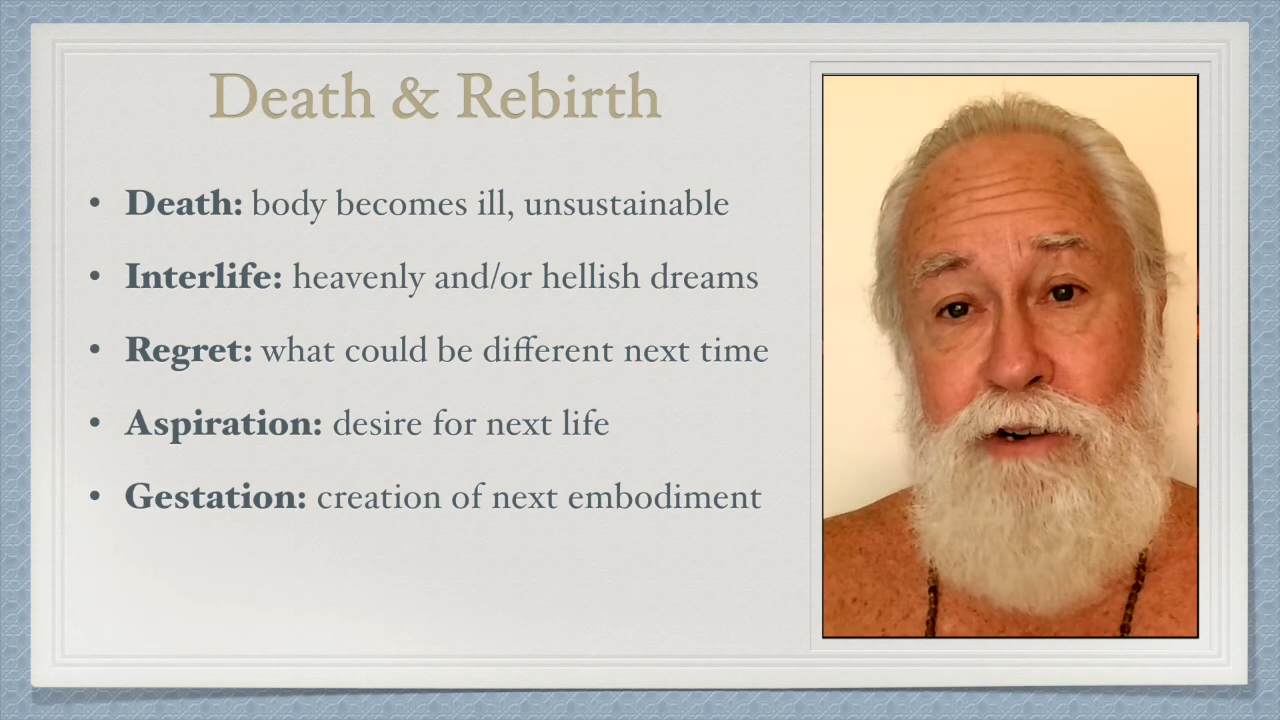 Death & Rebirth
• Death: body becomes ill, unsustainable
• Interlife: heavenly and/or hellish dreams
• Regret: what could be different next time
• Aspiration: desire for next life
• Gestation: creation of next embodiment